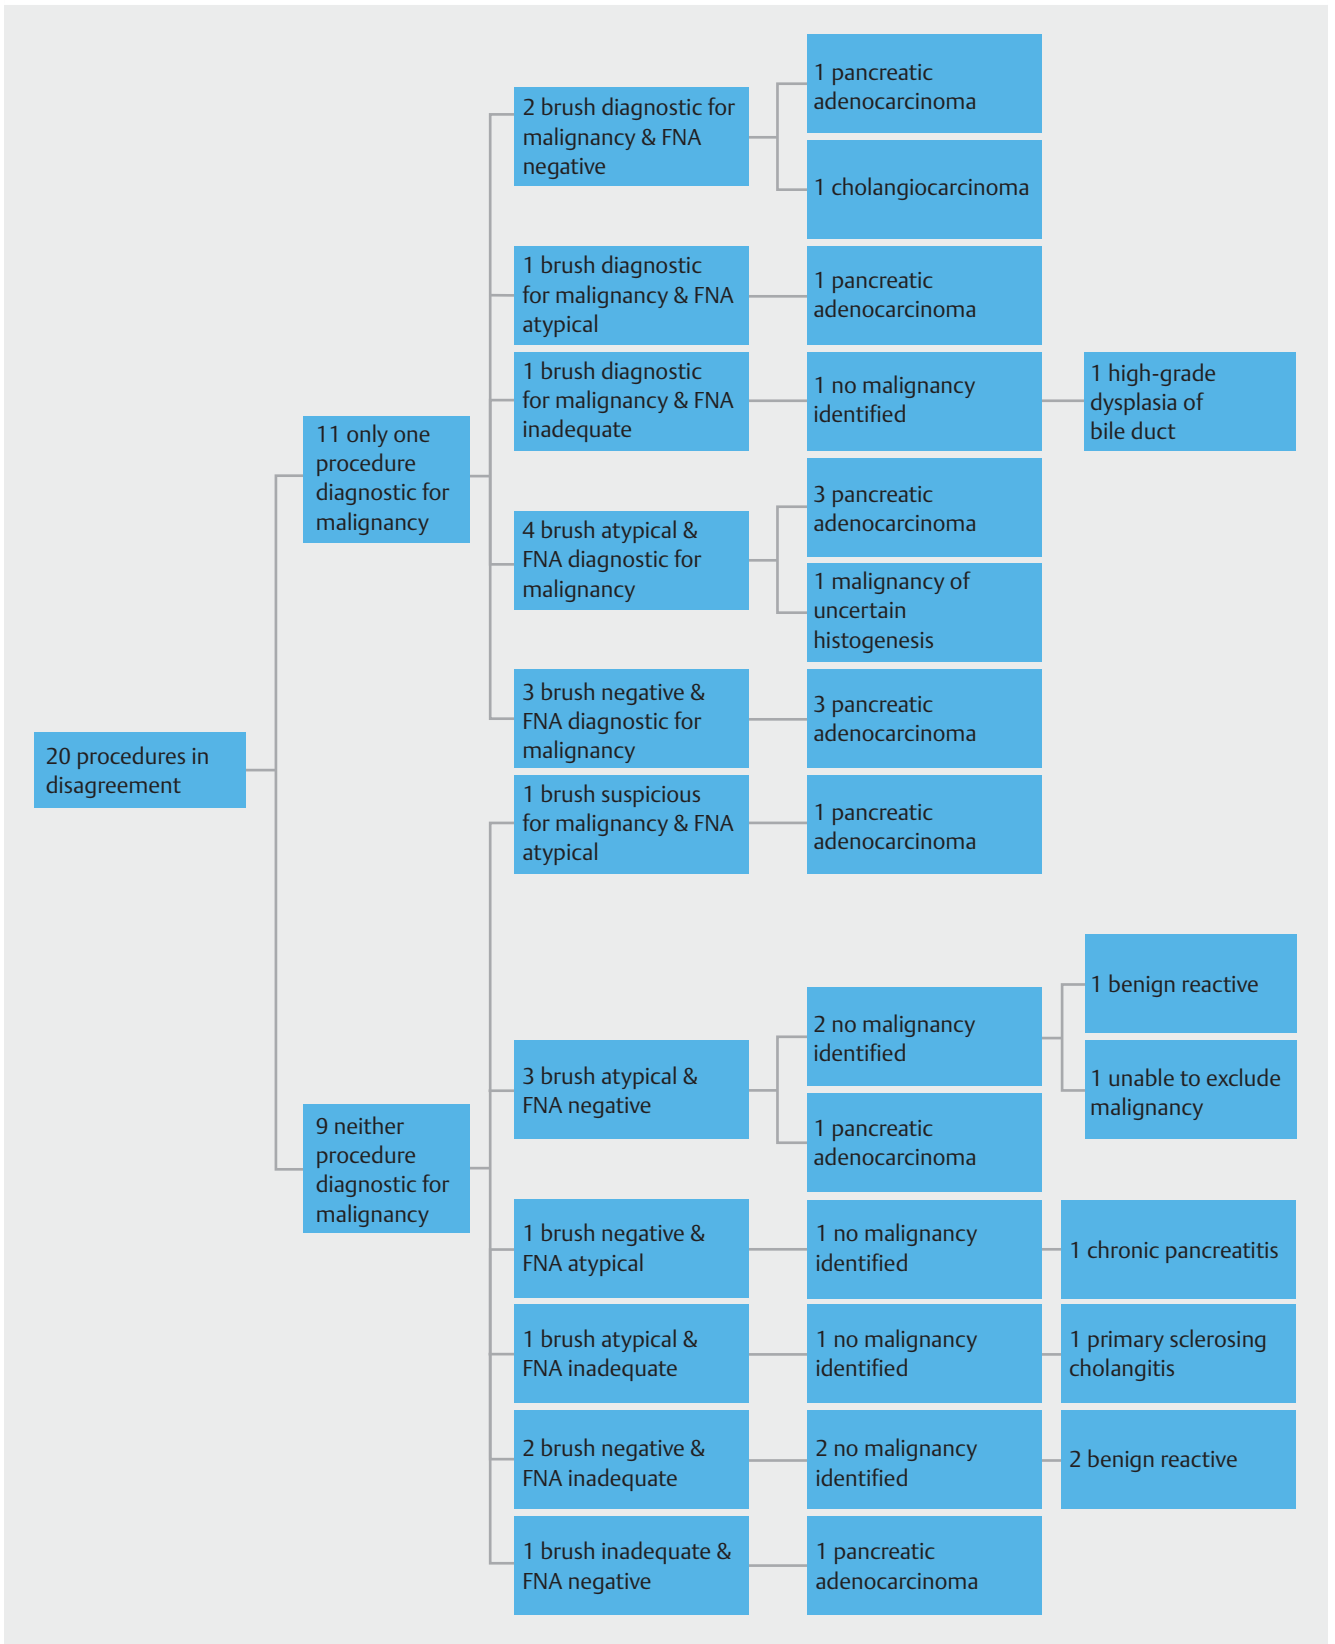 20 procedures in
disagreement
11 only one
procedure
diagnostic for
malignancy
2 brush diagnostic for
malignancy & FNA
negative
1 pancreatic
adenocarcinoma
1 cholangiocarcinoma
1 brush diagnostic
for malignancy & FNA
atypical
1 pancreatic
adenocarcinoma
1 brush diagnostic
for malignancy & FNA
inadequate
1 no malignancy
identified
1 high-grade
dysplasia of
bile duct
4 brush atypical &
FNA diagnostic for
malignancy
3 pancreatic
adenocarcinoma
1 malignancy of
uncertain
histogenesis
3 brush negative &
FNA diagnostic for
malignancy
3 pancreatic
adenocarcinoma
9 neither
procedure
diagnostic for
malignancy
1 brush suspicious
for malignancy & FNA
atypical
1 pancreatic
adenocarcinoma
3 brush atypical &
FNA negative
2 no malignancy
identified
1 benign reactive
1 unable to exclude
malignancy
1 pancreatic
adenocarcinoma
1 brush negative &
FNA atypical
1 no malignancy
identified
1 chronic pancreatitis
1 brush atypical &
FNA inadequate
1 no malignancy
identified
1 primary sclerosing
cholangitis
2 brush negative &
FNA inadequate
2 no malignancy
identified
2 benign reactive
1 brush inadequate &
FNA negative
1 pancreatic
adenocarcinoma